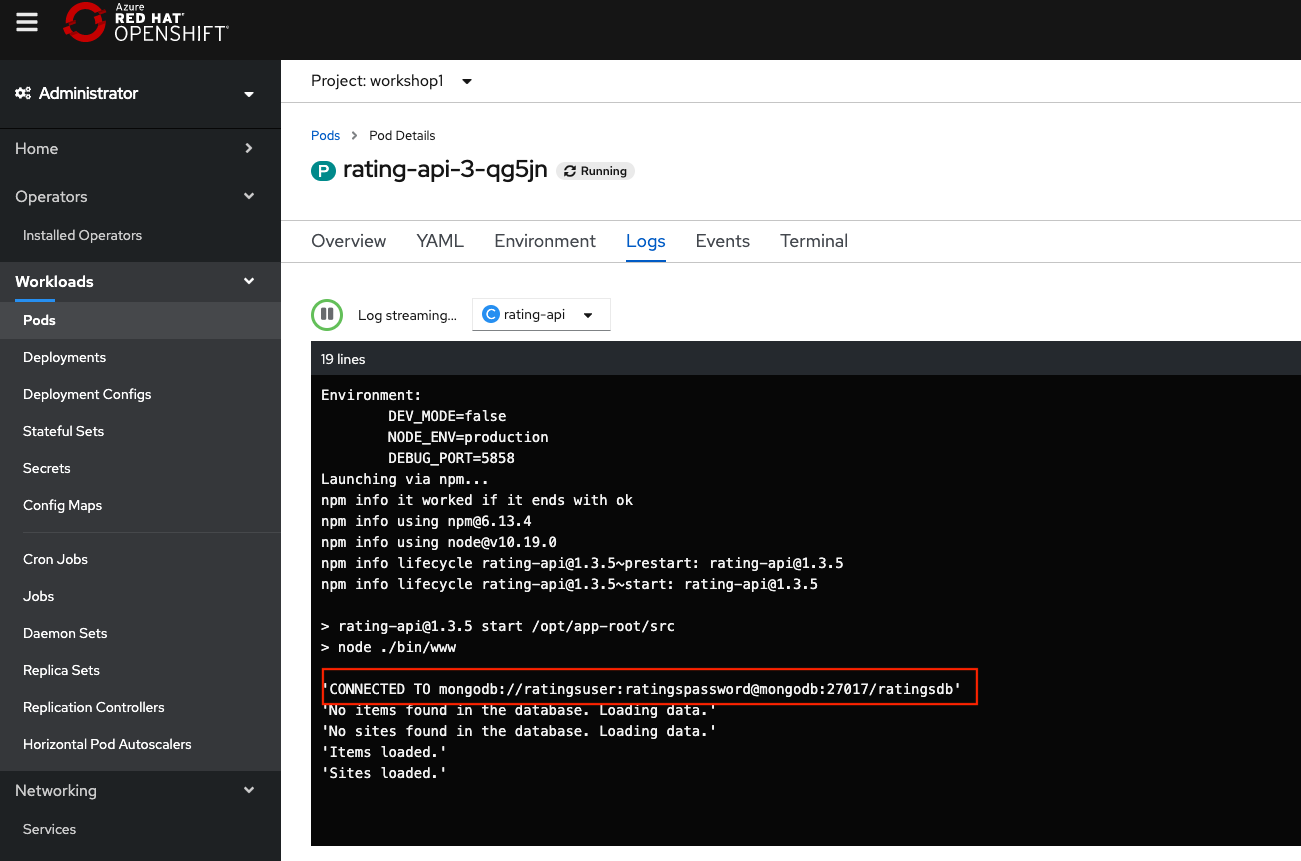 Azure
RED HAT
OPENSHIFT
Administrator
Home
Operators
Installed Operators
Workloads
Pods
Deployments
Deployment Configs
Stateful Sets
Secrets
Config Maps
Cron Jobs
Jobs
Daemon Sets
Replica Sets
Replication Controllers
Horizontal Pod Autoscalers
Networking
Services
Project: workshop1
Pods > Pod Details
P rating-api-3-qg5jn Running
Overview YAML Environment Logs Events Terminal
Log streaming... C rating-api
19 lines
Environment:
DEV_MODE=false
NODE_ENV=production
DEBUG_PORT=5858
Launching via npm...
npm info it worked if it ends with ok
npm info using npm@6.13.4
npm info using node@v10.19.0
npm info lifecycle rating-api@1.3.5~prestart: rating-api@1.3.5
npm info lifecycle rating-api@1.3.5~start: rating-api@1.3.5
> rating-api@1.3.5 start /opt/app-root/src
> node ./bin/www
'CONNECTED TO mongodb://ratingsuser:ratingspassword@mongodb:27017/ratingsdb'
'No items found in the database. Loading data.'
'No sites found in the database. Loading data.'
'Items loaded.'
'Sites loaded.'